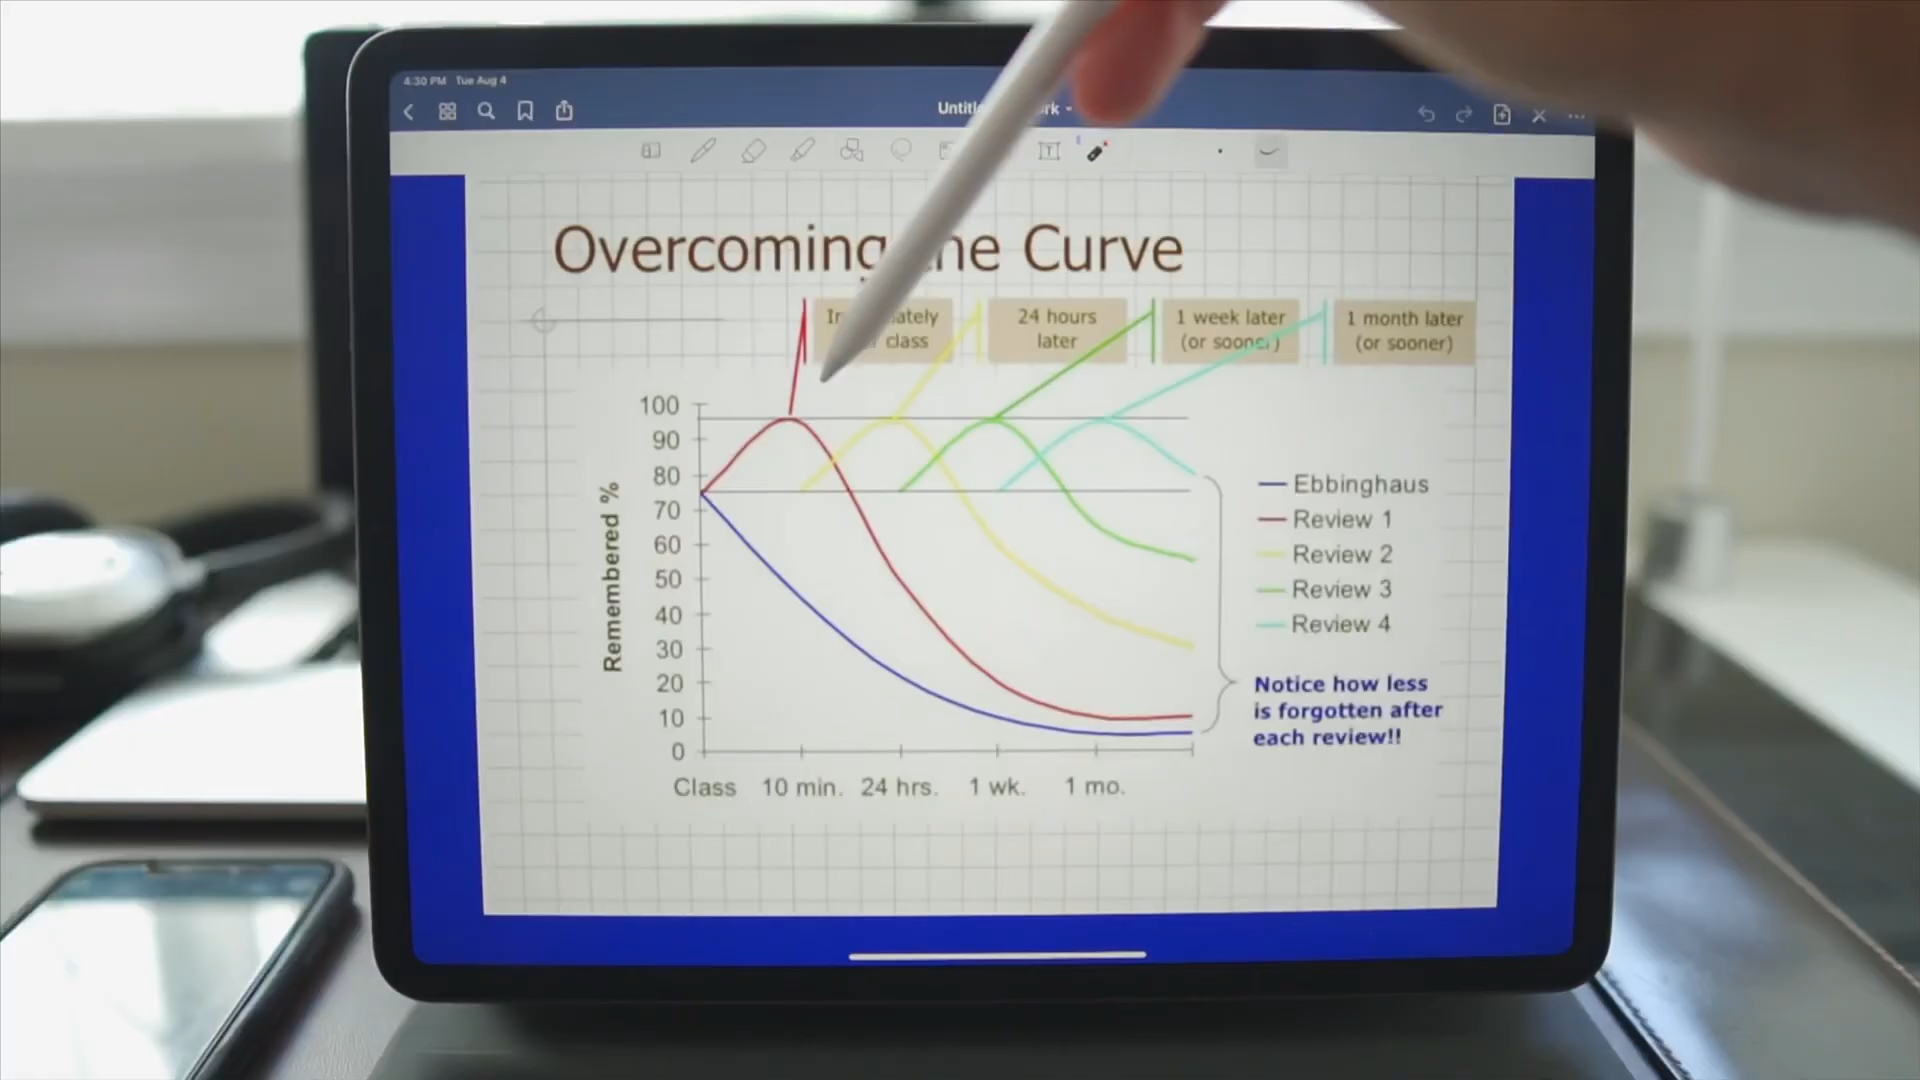 4:30 PM Tue Aug 4
Overcoming the Curve
class
24 hours
later
1 week later
(or sooner)
1 month later
(or sooner)
100
90
80
70
60
50
40
30
20
10
0
Remembered %
Class 10 min. 24 hrs. 1 wk. 1 mo.
Ebbinghaus
Review 1
Review 2
Review 3
Review 4
Notice how less
is forgotten after
each review!!